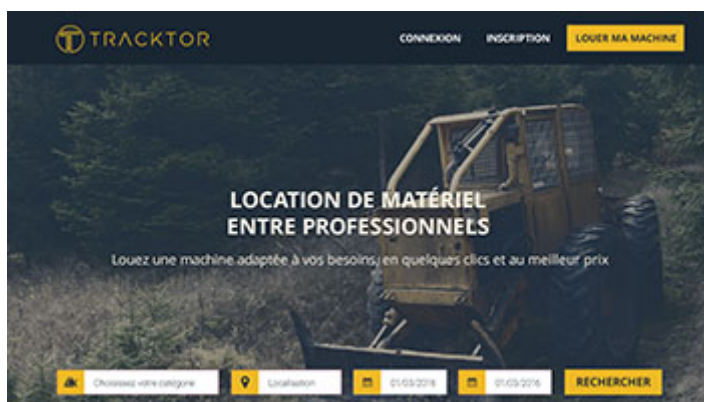 TRACKTOR
CONNEXION INSCRIPTION LOUER MA MACHINE
LOCATION DE MATÉRIEL
ENTRE PROFESSIONNELS
Louez une machine adaptée à vos besoins, en quelques clics et au meilleur prix
Choisissez votre catégorie Localisation 01/03/2016 01/03/2016 RECHERCHER